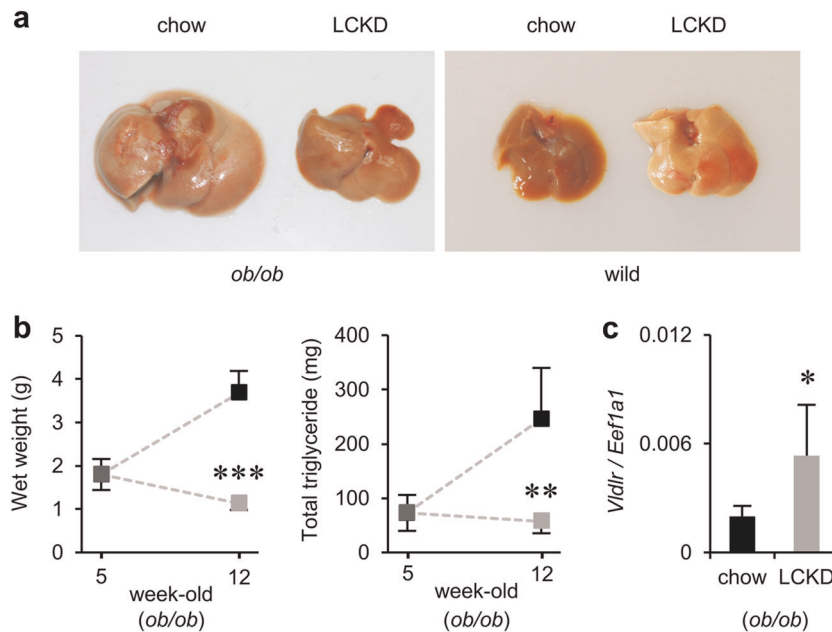 a
chow LCKD chow LCKD
ob/ob wild
b
5
4
3
2
1
0
Wet weight (g)
***
5 12
week-old
(ob/ob)
400
300
200
100
0
Total triglyceride (mg)
**
5 12
week-old
(ob/ob)
c
0.012
0.006
0
Vldlr / Eef1a1
*
chow LCKD
(ob/ob)